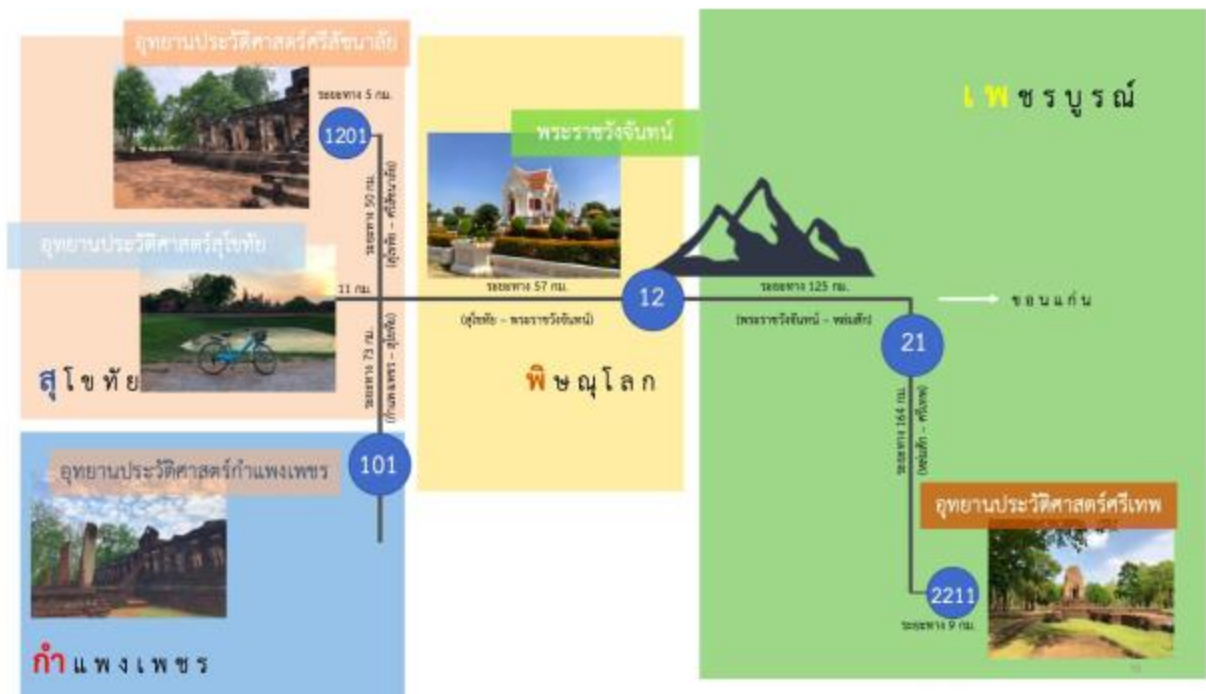 อุทยานประวัติศาสตร์ศรีสัชนาลัย
ระยะทาง 5 กม.
1201
ระยะทาง 50 กม.
(สุโขทัย – ศรีสัชนาลัย)
อุทยานประวัติศาสตร์สุโขทัย
11 กม.
ระยะทาง 73 กม.
(กำแพงเพชร – สุโขทัย)
สุโขทัย
อุทยานประวัติศาสตร์กำแพงเพชร
101
กำแพงเพชร
พระราชวังจันทน์
ระยะทาง 57 กม.
(สุโขทัย – พระราชวังจันทน์)
12
พิษณุโลก
เพชรบูรณ์
ระยะทาง 125 กม.
(พระราชวังจันทน์ – หล่มสัก)
ขอนแก่น
21
ระยะทาง 164 กม.
(หล่มสัก – ศรีเทพ)
อุทยานประวัติศาสตร์ศรีเทพ
2211
ระยะทาง 9 กม.